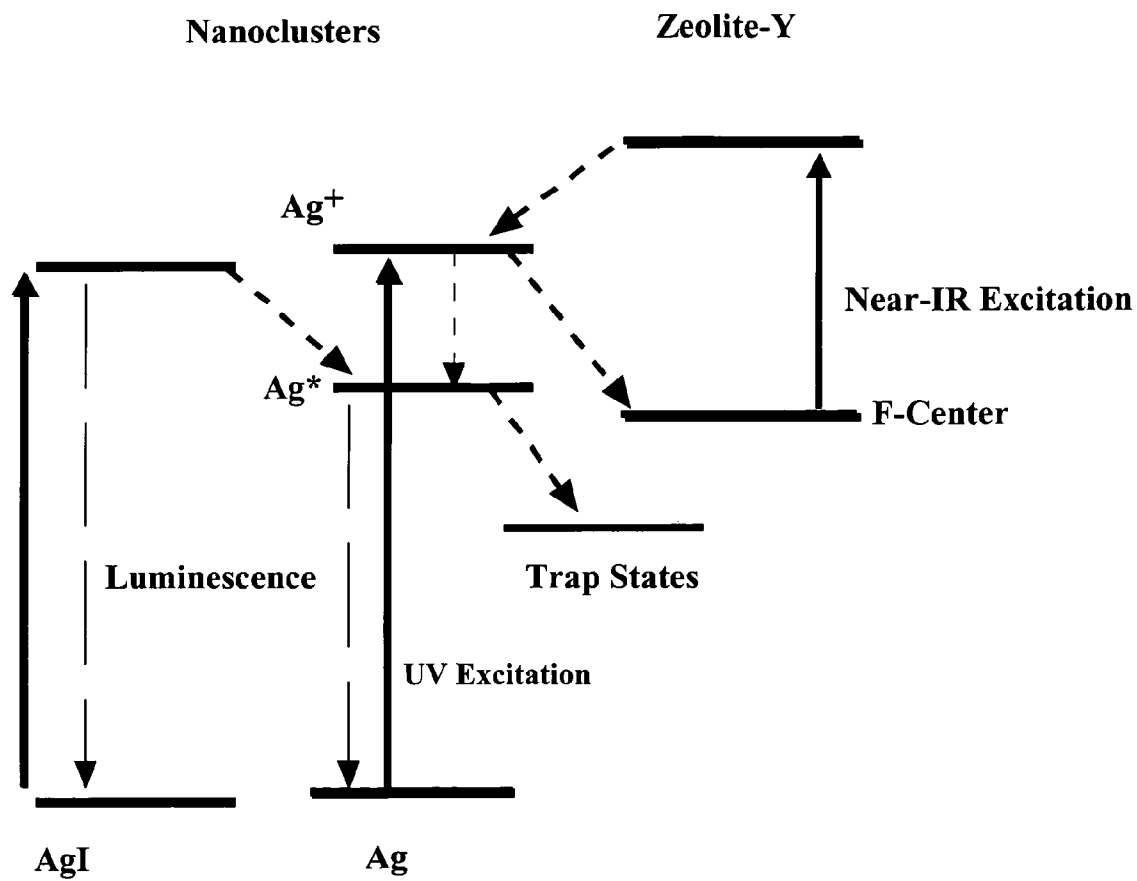 Nanoclusters
Zeolite-Y
Ag+
Near-IR Excitation
Ag*
F-Center
Luminescence
Trap States
UV Excitation
AgI
Ag